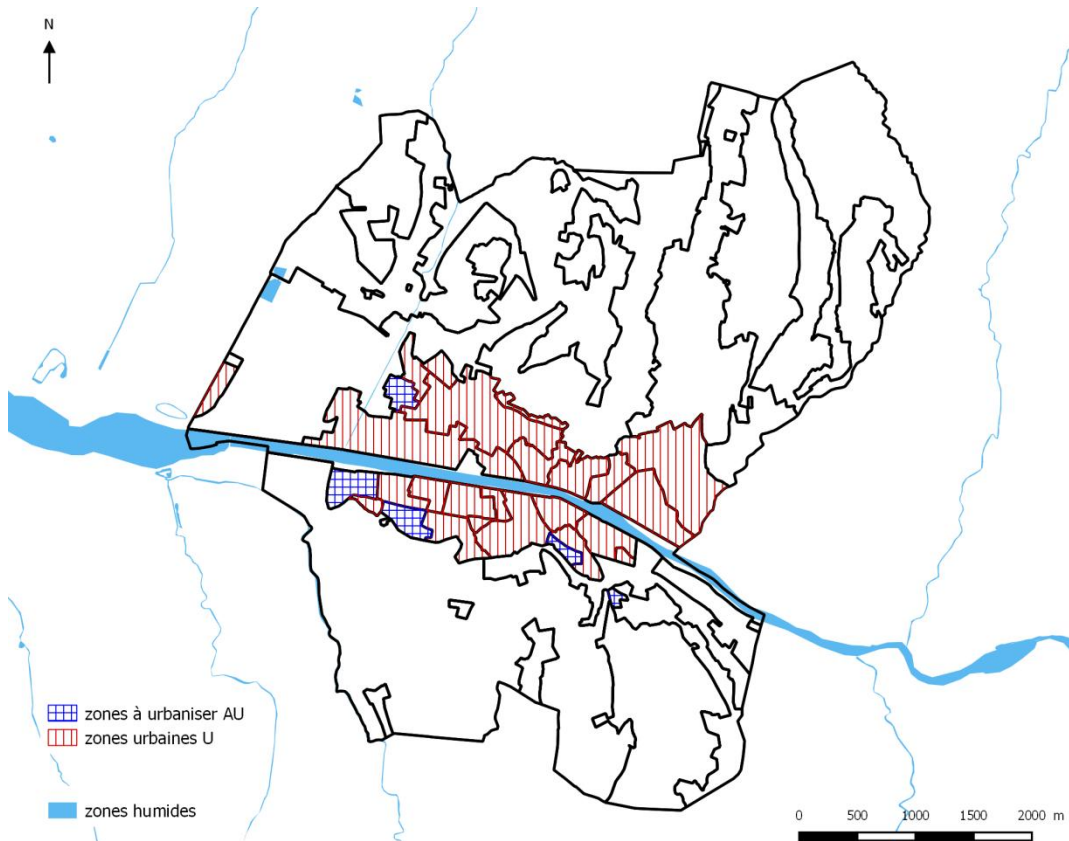 N
zones à urbaniser AU
zones urbaines U
zones humides
0 500 1000 1500 2000 m